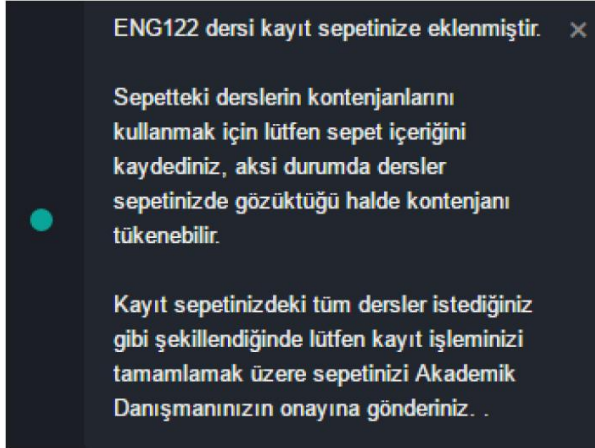 ENG122 dersi kayıt sepetinize eklenmiştir.
Sepetteki derslerin kontenjanlarını
kullanmak için lütfen sepet içeriğini
kaydediniz, aksi durumda dersler
sepetinizde gözüktüğü halde kontenjanı
tükenebilir.
Kayıt sepetinizdeki tüm dersler istediğiniz
gibi şekillendiğinde lütfen kayıt işleminizi
tamamlamak üzere sepetinizi Akademik
Danışmanınızın onayına gönderiniz. .